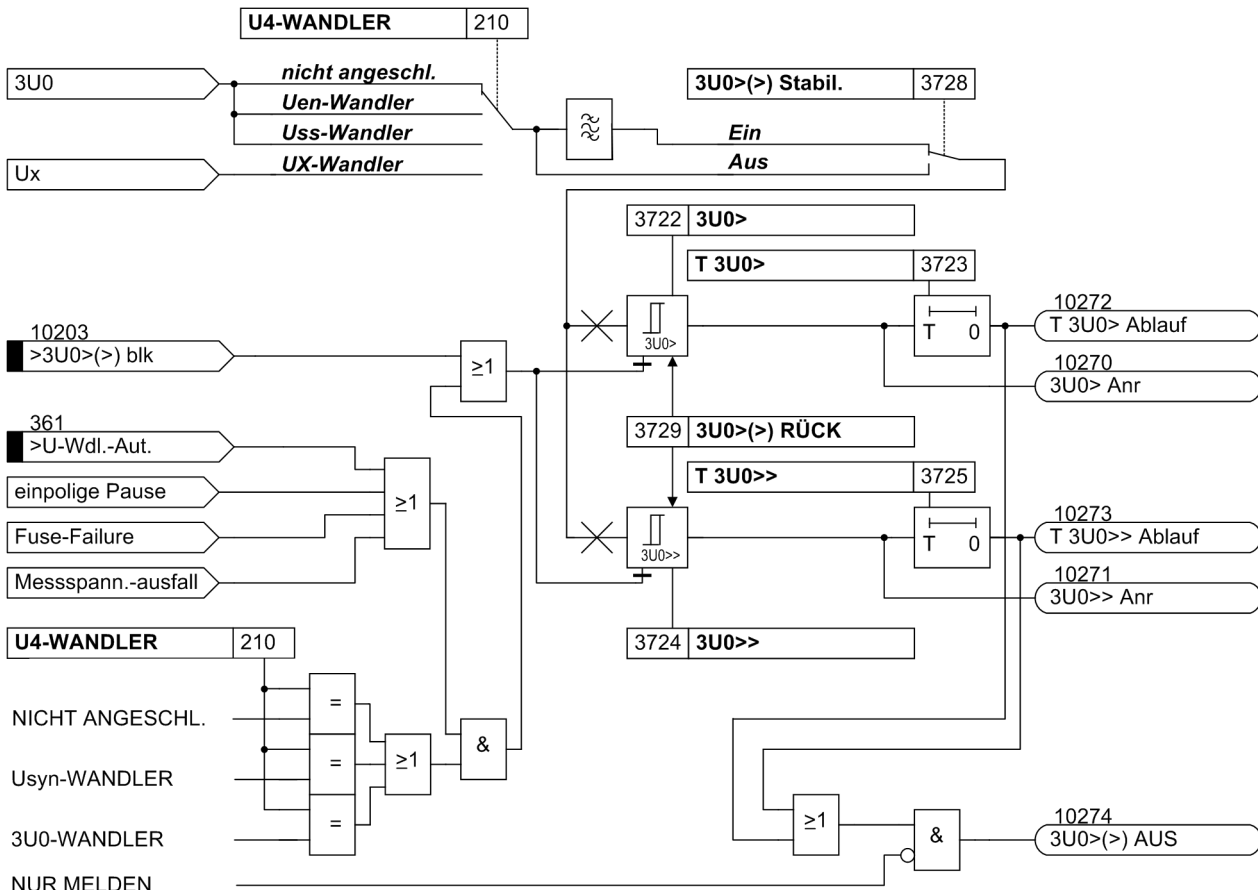 U4-WANDLER 210
3U0
nicht angeschl.
Uen-Wandler
Uss-Wandler
UX-Wandler
Ux
3U0>(>) Stabil. 3728
Ein
Aus
3722 3U0>
T 3U0> 3723
10203
>3U0>(>) blk
≥1
3U0>
T 0
10272
T 3U0> Ablauf
10270
3U0> Anr
361
>U-Wdl.-Aut.
einpolige Pause
Fuse-Failure
Messspann.-ausfall
≥1
3729 3U0>(>) RÜCK
T 3U0>> 3725
3U0>>
T 0
10273
T 3U0>> Ablauf
10271
3U0>> Anr
3724 3U0>>
U4-WANDLER 210
NICHT ANGESCHL.
=
Usyn-WANDLER
=
3U0-WANDLER
=
≥1
&
NUR MELDEN
≥1
&
10274
3U0>(>) AUS